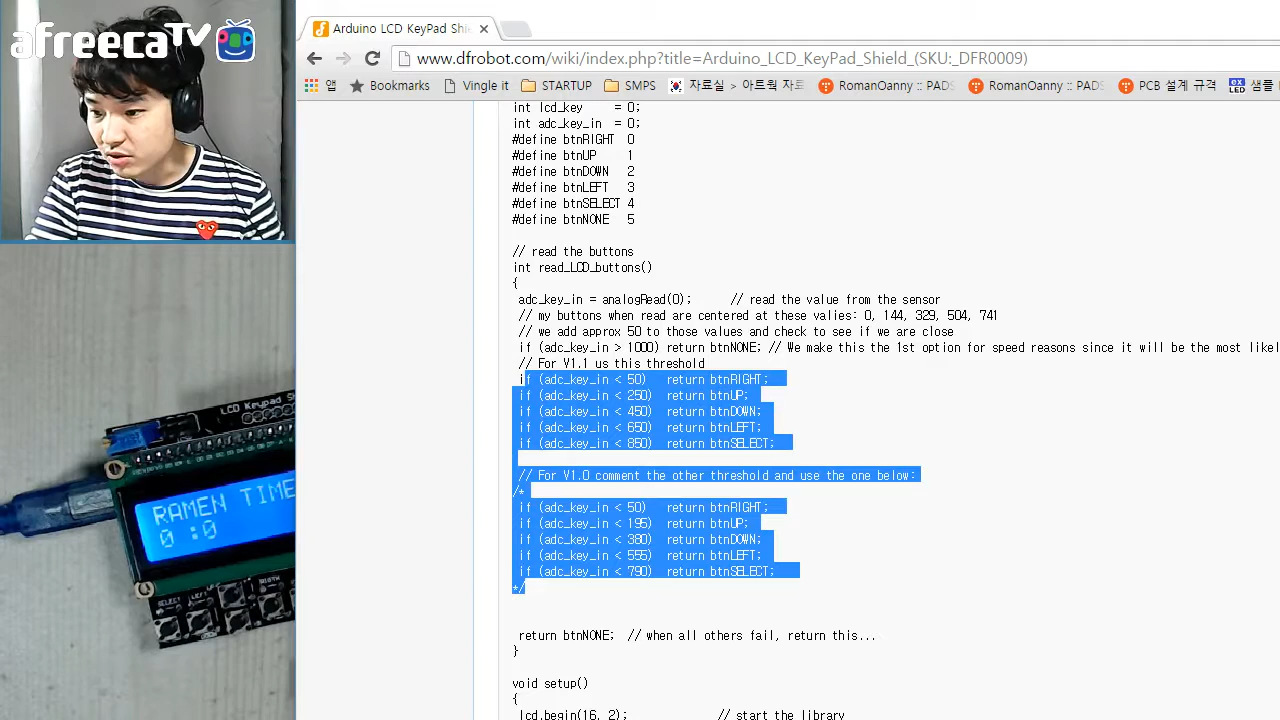 afreecaTV
Arduino LCD KeyPad Shie
www.dfrobot.com/wiki/index.php?title=Arduino_LCD_KeyPad_Shield_(SKU:_DFR0009)
앱 Bookmarks Vingle it STARTUP SMPS 자료실 > 아트웍 자료 RomanOanny :: PADS RomanOanny :: PADS PCB 설계 규격 샘플
int lcd_key = 0;
int adc_key_in = 0;
#define btnRIGHT 0
#define btnUP 1
#define btnDOWN 2
#define btnLEFT 3
#define btnSELECT 4
#define btnNONE 5
// read the buttons
int read_LCD_buttons()
{
adc_key_in = analogRead(0); // read the value from the sensor
// my buttons when read are centered at these valies: 0, 144, 329, 504, 741
// we add approx 50 to those values and check to see if we are close
if (adc_key_in > 1000) return btnNONE; // We make this the 1st option for speed reasons since it will be the most likel
// For V1.1 us this threshold
if (adc_key_in < 50) return btnRIGHT;
if (adc_key_in < 250) return btnUP;
if (adc_key_in < 450) return btnDOWN;
if (adc_key_in < 650) return btnLEFT;
if (adc_key_in < 850) return btnSELECT;
// For V1.0 comment the other threshold and use the one below:
/*
if (adc_key_in < 50) return btnRIGHT;
if (adc_key_in < 195) return btnUP;
if (adc_key_in < 380) return btnDOWN;
if (adc_key_in < 555) return btnLEFT;
if (adc_key_in < 790) return btnSELECT;
*/
return btnNONE; // when all others fail, return this...
}
void setup()
{
lcd.begin(16, 2); // start the library
LCD Keypad Sh
RAMEN TIME
0 :0